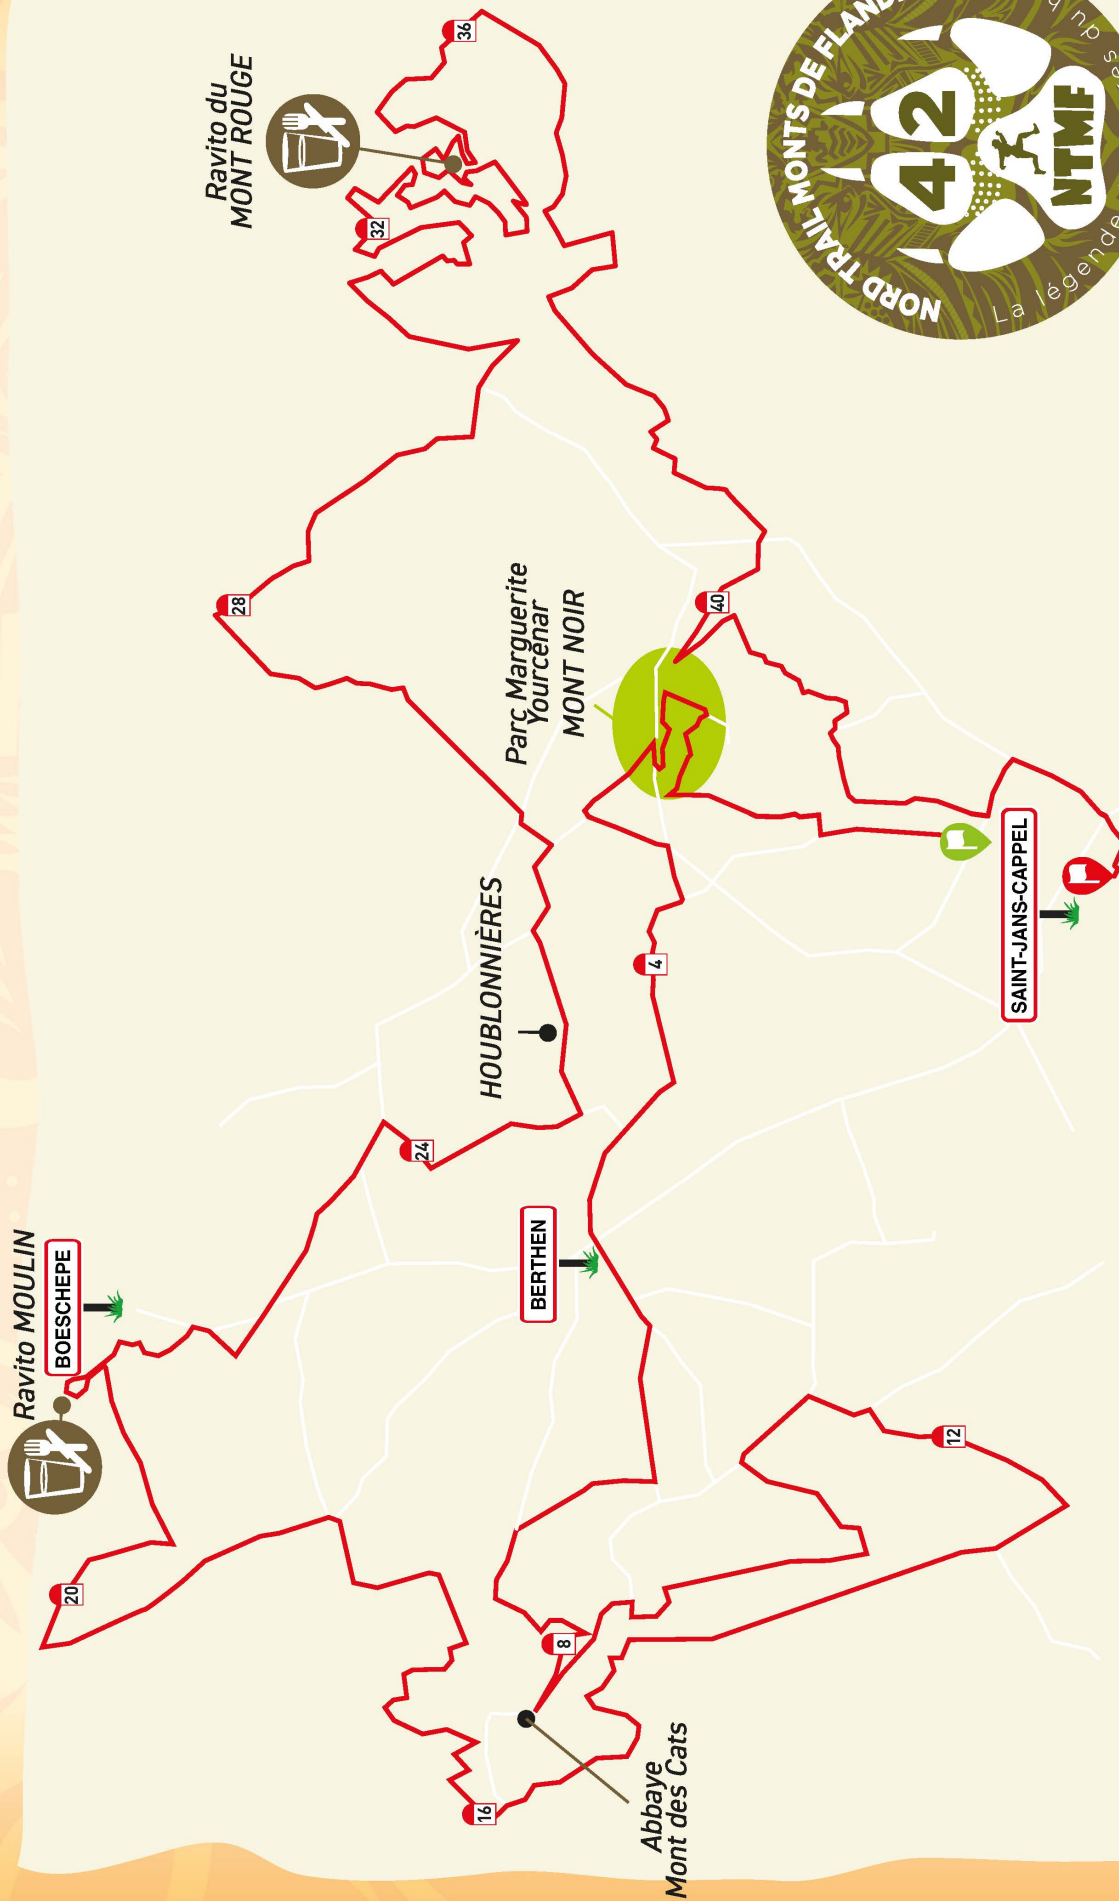 Ravito MOULIN
BOESCHEPE
20
Ravito du
MONT ROUGE
28
32
24
36
16
HOUBLONNIÈRES
Parc Marguerite
Yourcenar
MONT NOIR
BERTHEN
8
4
Abbaye
Mont des Cats
40
12
SAINT-JANS-CAPPEL
NORD TRAIL MONTS DE FLAND
42
NTMF
La légende
du